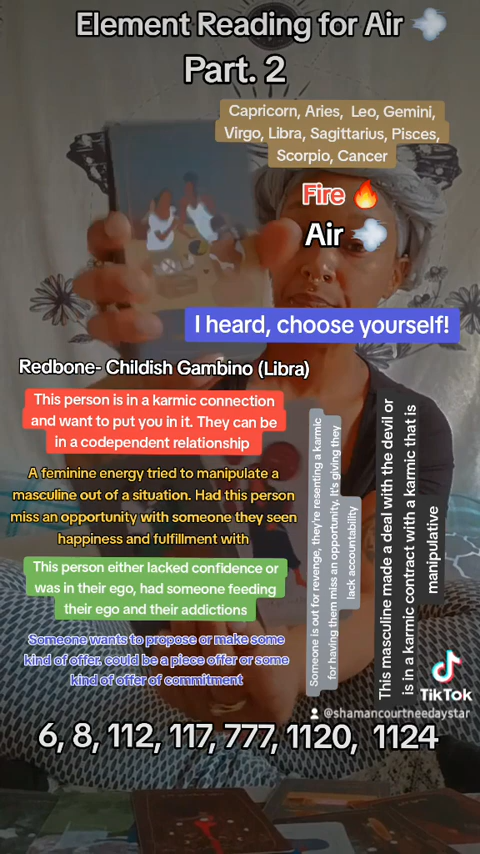 Element Reading for Air 💨
Part. 2
Capricorn, Aries, Leo, Gemini,
Virgo, Libra, Sagittarius, Pisces,
Scorpio, Cancer
Fire 🔥
Air 💨
I heard, choose yourself!
Redbone- Childish Gambino (Libra)
This person is in a karmic connection
and want to put you in it. They can be
in a codependent relationship
A feminine energy tried to manipulate a
masculine out of a situation. Had this person
miss an opportunity with someone they seen
happiness and fulfillment with
This person either lacked confidence or
was in their ego, had someone feeding
their ego and their addictions
Someone wants to propose or make some
kind of offer. could be a piece offer or some
kind of offer of commitment
Someone is out for revenge, they're resenting a karmic
for having them miss an opportunity. It's giving they
lack accountability
This masculine made a deal with the devil or
is in a karmic contract with a karmic that is
manipulative
TikTok
@shamancourtneedaystar
6, 8, 112, 117, 777, 1120, 1124